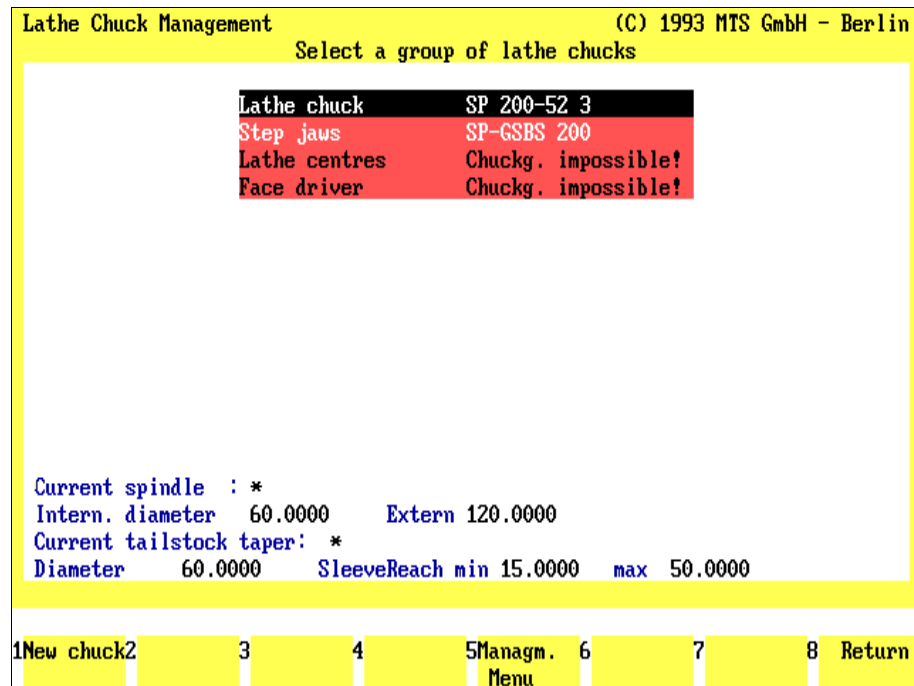 Lathe Chuck Management (C) 1993 MTS GmbH - Berlin
Select a group of lathe chucks
Lathe chuck SP 200-52 3
Step jaws SP-GSBS 200
Lathe centres Chuckg. impossible!
Face driver Chuckg. impossible!
Current spindle : *
Intern. diameter 60.0000 Extern 120.0000
Current tailstock taper: *
Diameter 60.0000 SleeveReach min 15.0000 max 50.0000
1New chuck2 3 4 5Managm. 6 7 8 Return
Menu